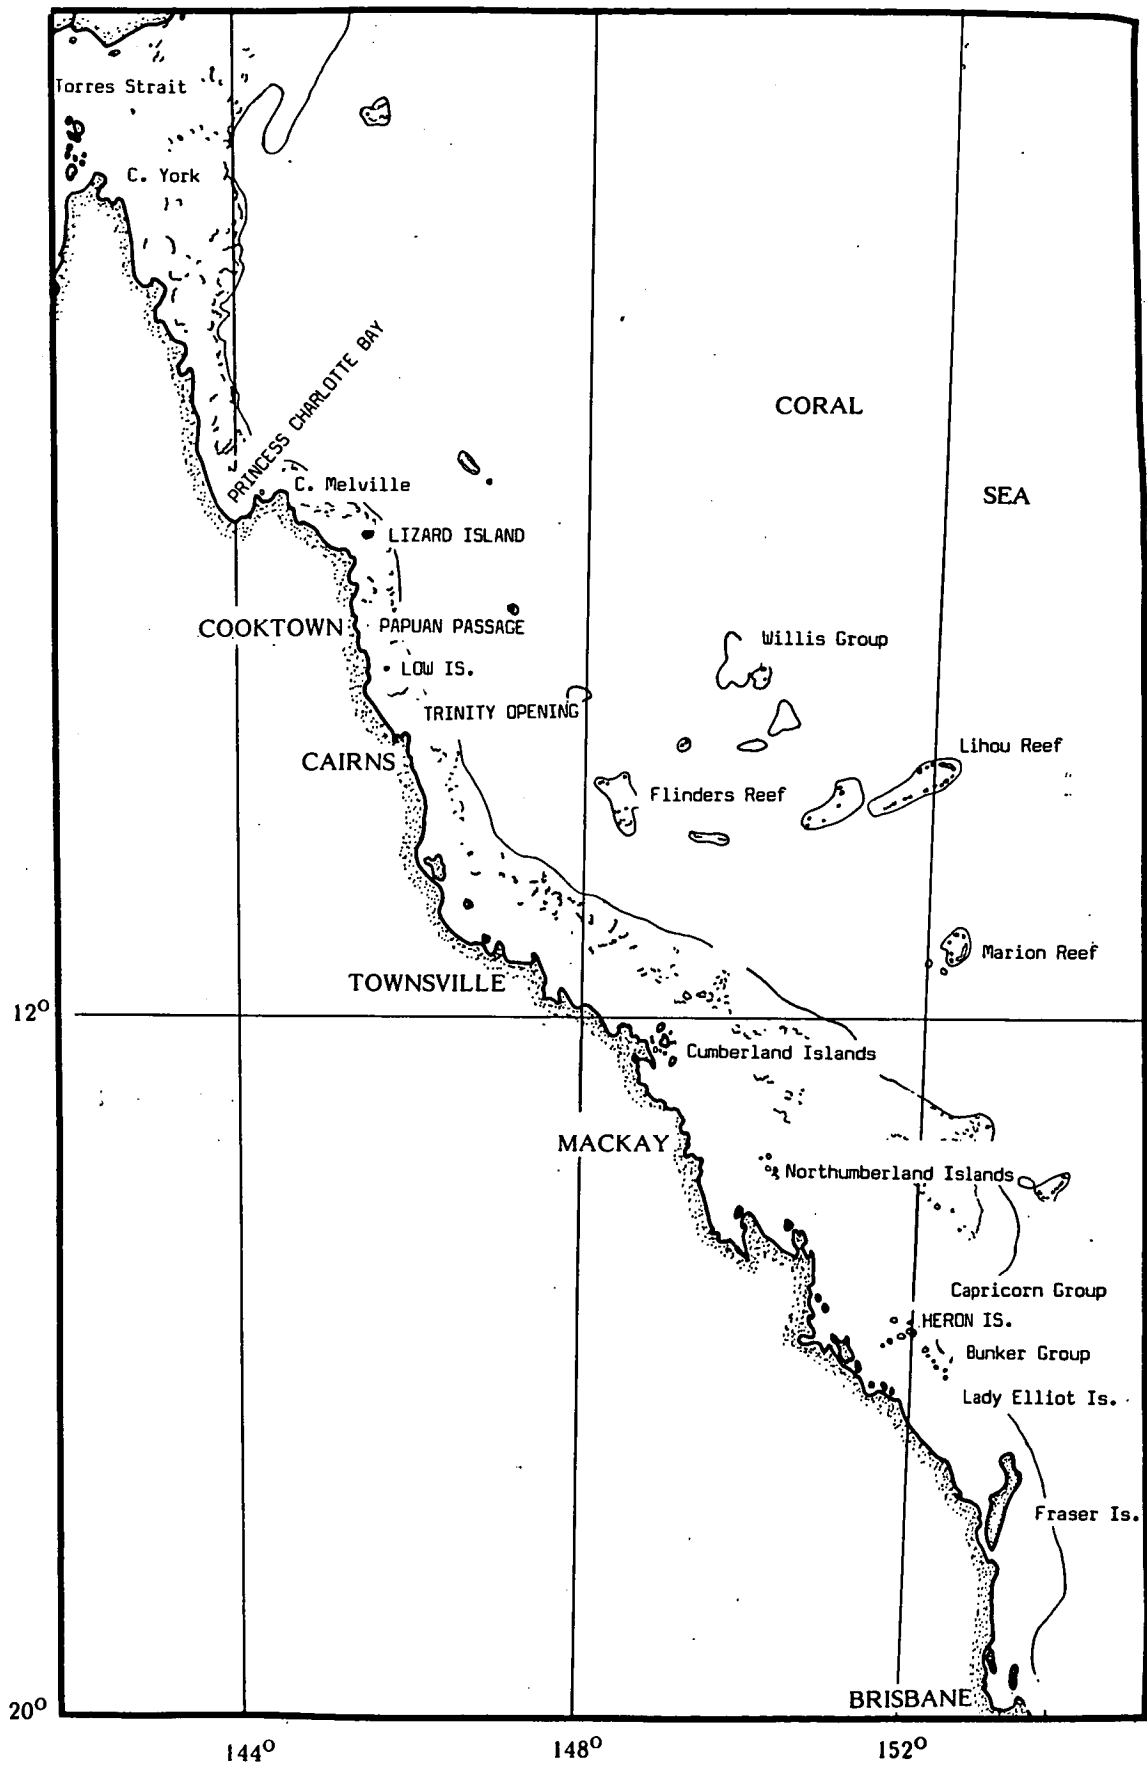 Torres Strait
C. York
PRINCESS CHARLOTTE BAY
CORAL
SEA
C. Melville
LIZARD ISLAND
COOKTOWN
PAPUAN PASSAGE
Willis Group
LOW IS.
TRINITY OPENING
Lihou Reef
CAIRNS
Flinders Reef
Marion Reef
TOWNSVILLE
12⁰
Cumberland Islands
MACKAY
Northumberland Islands
Capricorn Group
HERON IS.
Bunker Group
Lady Elliot Is.
Fraser Is.
BRISBANE
20⁰
144⁰
148⁰
152⁰